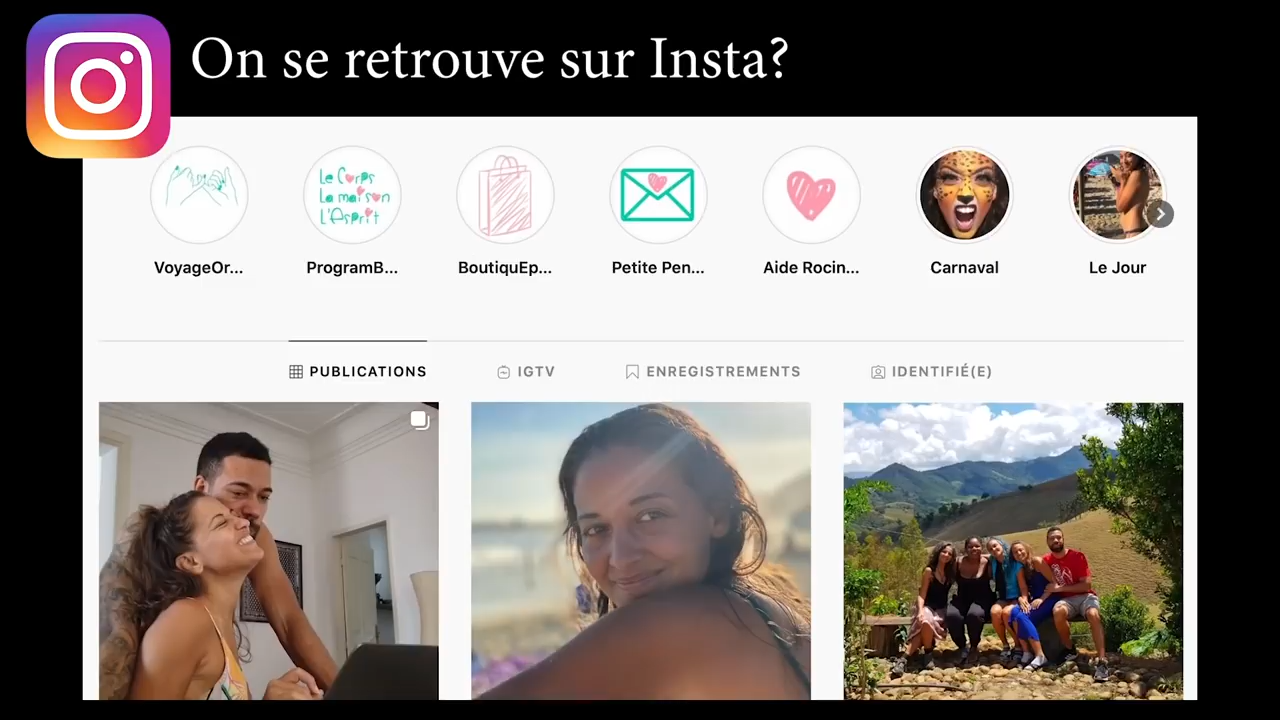 On se retrouve sur Insta?
Le Corps
La maison
L'Esprit
VoyageOr...
ProgramB...
BoutiquEp...
Petite Pen...
Aide Rocin...
Carnaval
Le Jour
PUBLICATIONS
IGTV
ENREGISTREMENTS
IDENTIFIÉ(E)